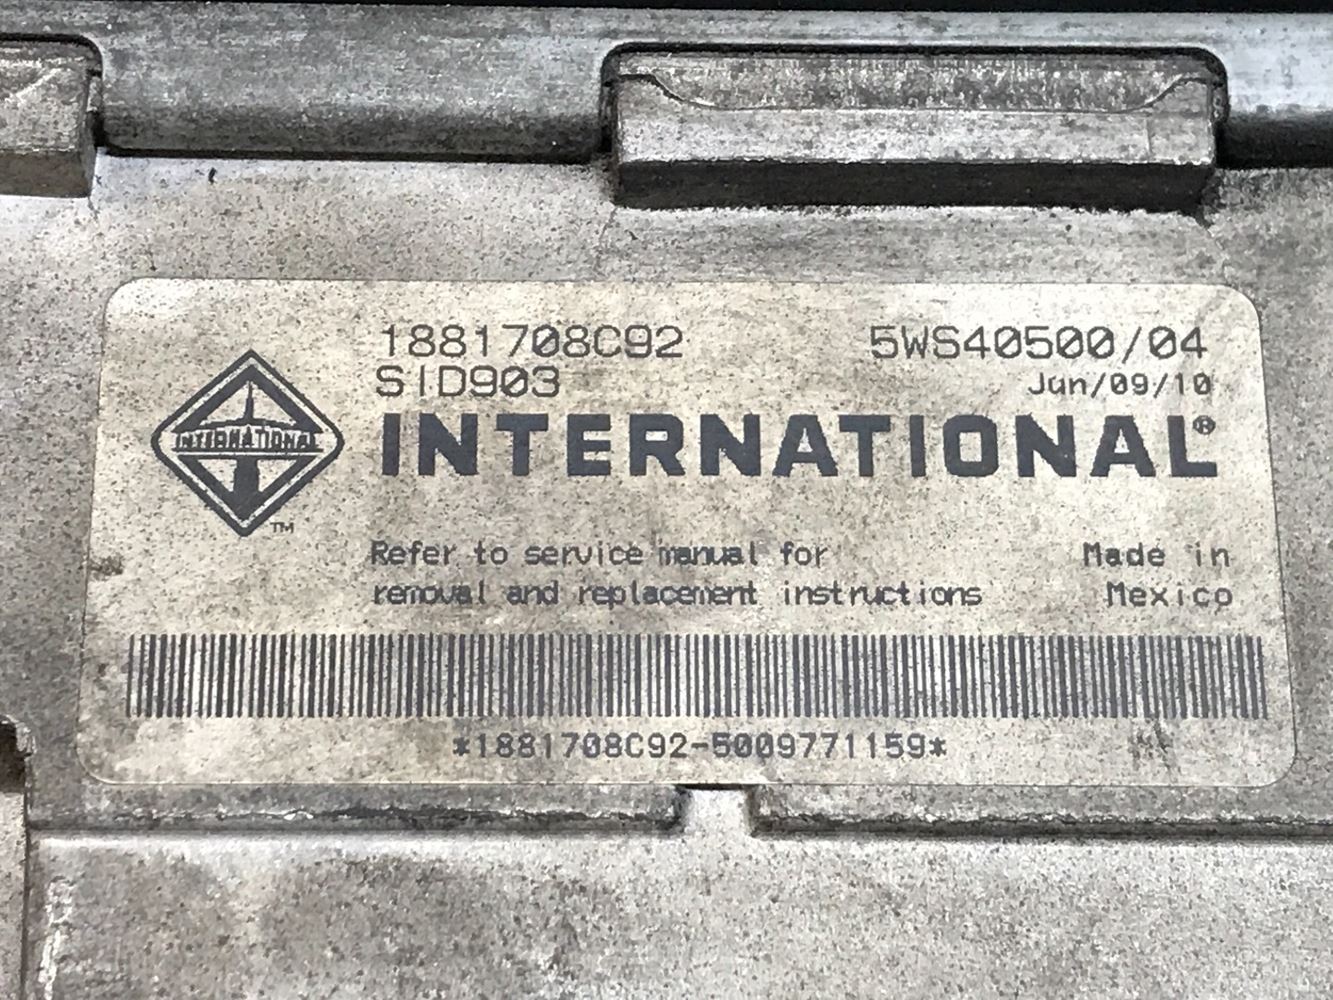 1881708C92 5WS40500/04
SID903 Jun/09/10
INTERNATIONAL
INTERNATIONAL®
TM
Refer to service manual for Made in
removal and replacement instructions Mexico
*1881708C92-5009771159*